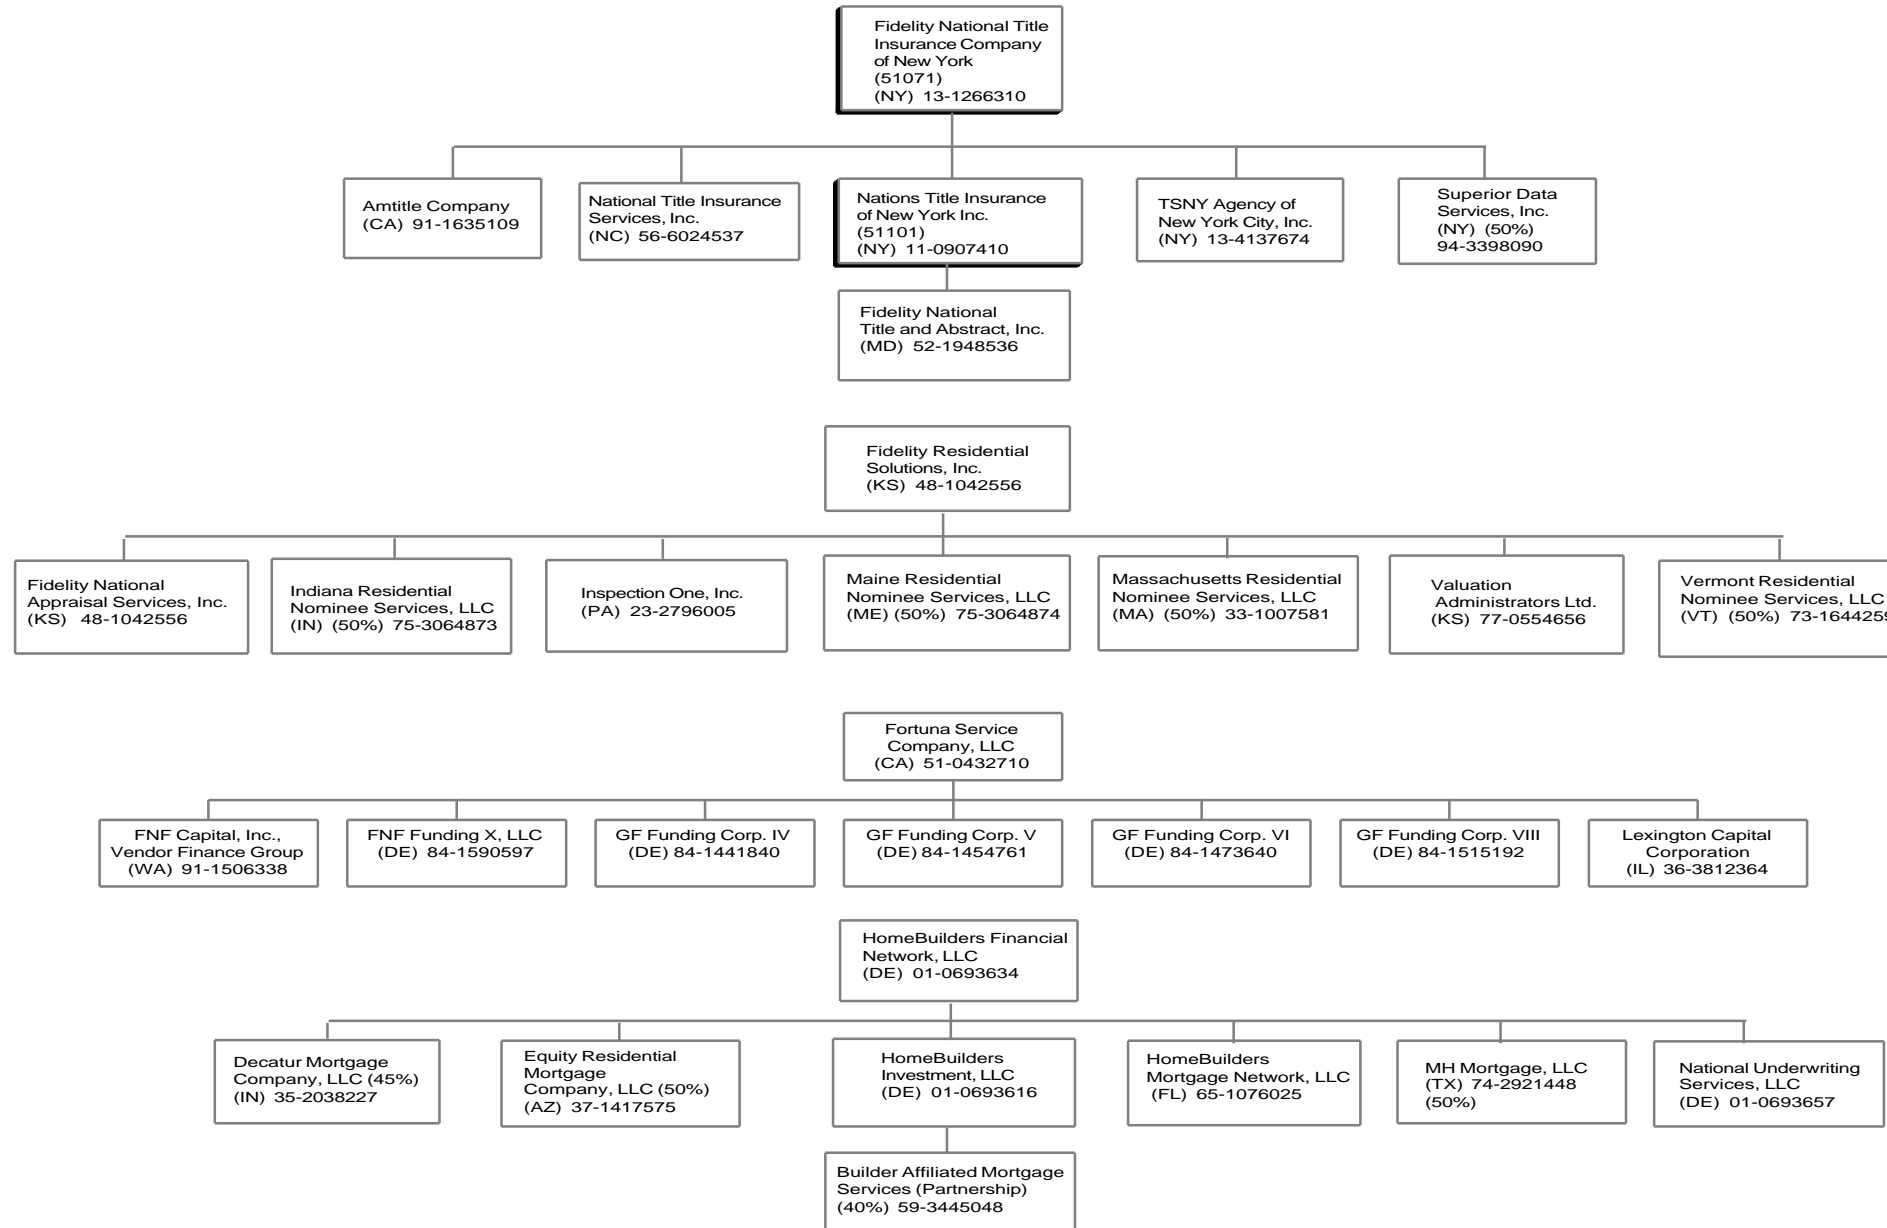 Fidelity National Title
Insurance Company
of New York
(51071)
(NY) 13-1266310
Amtitle Company
(CA) 91-1635109
National Title Insurance
Services, Inc.
(NC) 56-6024537
Nations Title Insurance
of New York Inc.
(51101)
(NY) 11-0907410
TSNY Agency of
New York City, Inc.
(NY) 13-4137674
Superior Data
Services, Inc.
(NY) (50%)
94-3398090
Fidelity National
Title and Abstract, Inc.
(MD) 52-1948536
Fidelity Residential
Solutions, Inc.
(KS) 48-1042556
Fidelity National
Appraisal Services, Inc.
(KS) 48-1042556
Indiana Residential
Nominee Services, LLC
(IN) (50%) 75-3064873
Inspection One, Inc.
(PA) 23-2796005
Maine Residential
Nominee Services, LLC
(ME) (50%) 75-3064874
Massachusetts Residential
Nominee Services, LLC
(MA) (50%) 33-1007581
Valuation
Administrators Ltd.
(KS) 77-0554656
Vermont Residential
Nominee Services, LLC
(VT) (50%)
Fortuna Service
Company, LLC
(CA) 51-0432710
FNF Capital, Inc.,
Vendor Finance Group
(WA) 91-1506338
FNF Funding X, LLC
(DE) 84-1590597
GF Funding Corp. IV
(DE) 84-1441840
GF Funding Corp. V
(DE) 84-1454761
GF Funding Corp. VI
(DE) 84-1473640
GF Funding Corp. VIII
(DE) 84-1515192
Lexington Capital
Corporation
(IL) 36-3812364
HomeBuilders Financial
Network, LLC
(DE) 01-0693634
Decatur Mortgage
Company, LLC (45%)
(IN) 35-2038227
Equity Residential
Mortgage
Company, LLC (50%)
(AZ) 37-1417575
HomeBuilders
Investment, LLC
(DE) 01-0693616
HomeBuilders
Mortgage Network, LLC
(FL) 65-1076025
MH Mortgage, LLC
(TX) 74-2921448
(50%)
National Underwriting
Services, LLC
(DE) 01-0693657
Builder Affiliated Mortgage
Services (Partnership)
(40%) 59-3445048